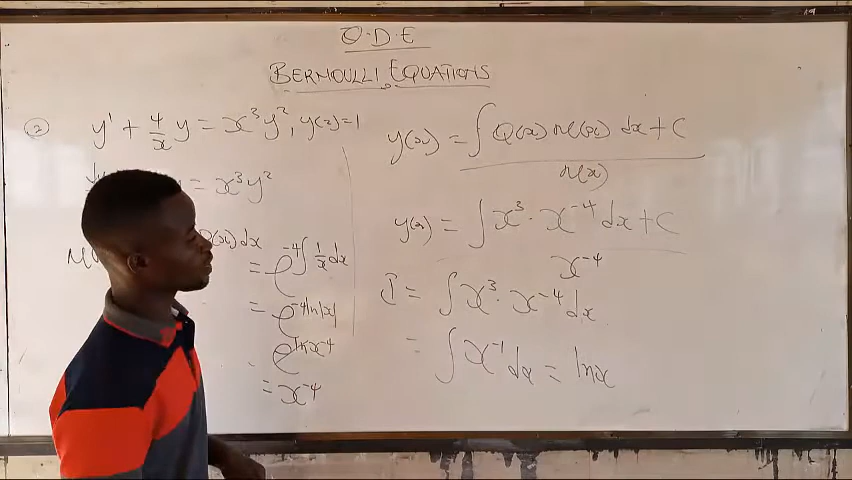 O.D.E
BERNOULLI EQUATIONS
② y' + 4/x y = x³y², y(2)=1
= x³y²
dx
= e^(-4∫ 1/x dx)
= e^(-4ln|x|)
e^(ln x^-4)
= x^-4
y(x) = ∫ Q(x) M(x) dx + C
M(x)
y(x) = ∫ x³ · x^-4 dx + C
x^-4
I = ∫ x³ · x^-4 dx
= ∫ x^-1 dx = ln x